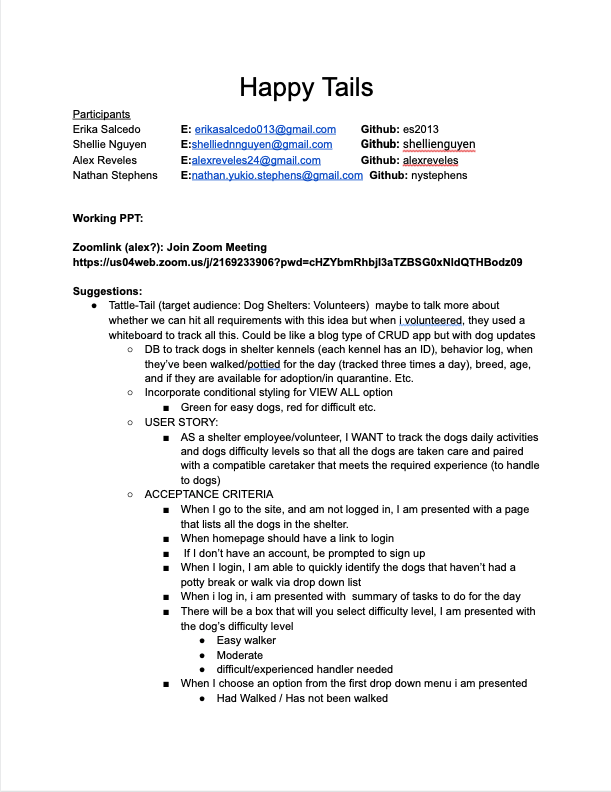 Happy Tails
Participants
Erika Salcedo E: erikasalcedo013@gmail.com Github: es2013
Shellie Nguyen E:shelliednnguyen@gmail.com Github: shellienguyen
Alex Reveles E:alexreveles24@gmail.com Github: alexreveles
Nathan Stephens E:nathan.yukio.stephens@gmail.com Github: nystephens
Working PPT:
Zoomlink (alex?): Join Zoom Meeting
https://us04web.zoom.us/j/2169233906?pwd=cHZYbmRhbjl3aTZBSG0xNldQTHBodz09
Suggestions:
● Tattle-Tail (target audience: Dog Shelters: Volunteers) maybe to talk more about
whether we can hit all requirements with this idea but when i volunteered, they used a
whiteboard to track all this. Could be like a blog type of CRUD app but with dog updates
○ DB to track dogs in shelter kennels (each kennel has an ID), behavior log, when
they've been walked/pottied for the day (tracked three times a day), breed, age,
and if they are available for adoption/in quarantine. Etc.
○ Incorporate conditional styling for VIEW ALL option
■ Green for easy dogs, red for difficult etc.
○ USER STORY:
■ AS a shelter employee/volunteer, I WANT to track the dogs daily activities
and dogs difficulty levels so that all the dogs are taken care and paired
with a compatible caretaker that meets the required experience (to handle
to dogs)
○ ACCEPTANCE CRITERIA
■ When I go to the site, and am not logged in, I am presented with a page
that lists all the dogs in the shelter.
■ When homepage should have a link to login
■ If I don't have an account, be prompted to sign up
■ When I login, I am able to quickly identify the dogs that haven't had a
potty break or walk via drop down list
■ When i log in, i am presented with summary of tasks to do for the day
■ There will be a box that will you select difficulty level, I am presented with
the dog's difficulty level
● Easy walker
● Moderate
● difficult/experienced handler needed
■ When I choose an option from the first drop down menu i am presented
● Had Walked / Has not been walked